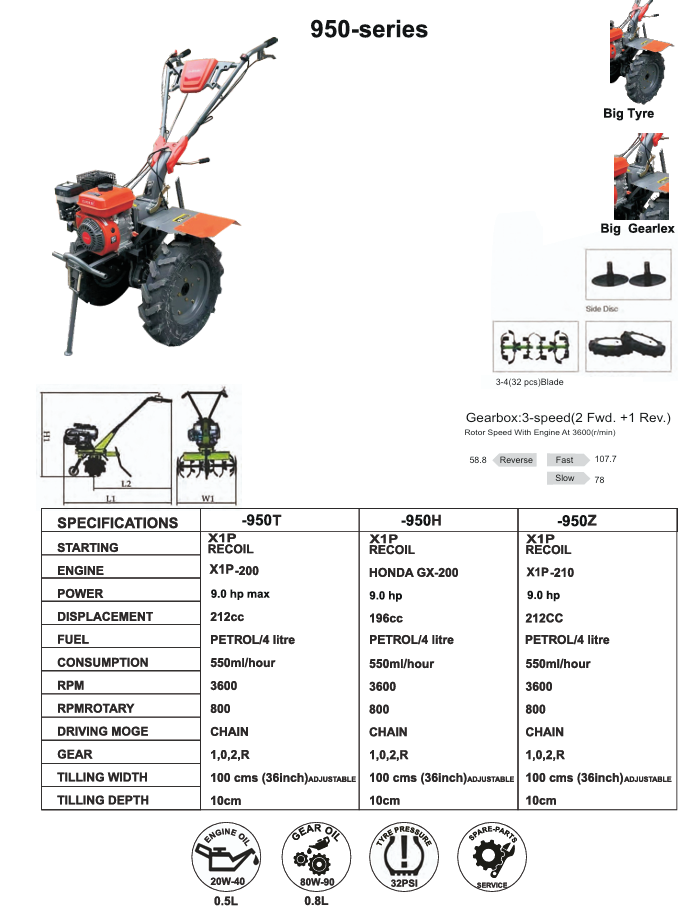 950-series
Big Tyre
Big Gearlex
Side Disc
3-4(32 pcs)Blade
H1
L2
L1
W1
Gearbox:3-speed(2 Fwd. +1 Rev.)
Rotor Speed With Engine At 3600(r/min)
58.8 Reverse Fast 107.7
Slow 78
SPECIFICATIONS -950T -950H -950Z
X1P X1P X1P
STARTING RECOIL RECOIL RECOIL
ENGINE X1P-200 HONDA GX-200 X1P-210
POWER 9.0 hp max 9.0 hp 9.0 hp
DISPLACEMENT 212cc 196cc 212CC
FUEL PETROL/4 litre PETROL/4 litre PETROL/4 litre
CONSUMPTION 550ml/hour 550ml/hour 550ml/hour
RPM 3600 3600 3600
RPMROTARY 800 800 800
DRIVING MOGE CHAIN CHAIN CHAIN
GEAR 1,0,2,R 1,0,2,R 1,0,2,R
TILLING WIDTH 100 cms (36inch)ADJUSTABLE 100 cms (36inch)ADJUSTABLE 100 cms (36inch)ADJUSTABLE
TILLING DEPTH 10cm 10cm 10cm
ENGINE OIL
20W-40
0.5L
GEAR OIL
80W-90
0.8L
TYRE PRESSURE
32PSI
SPARE-PARTS
SERVICE